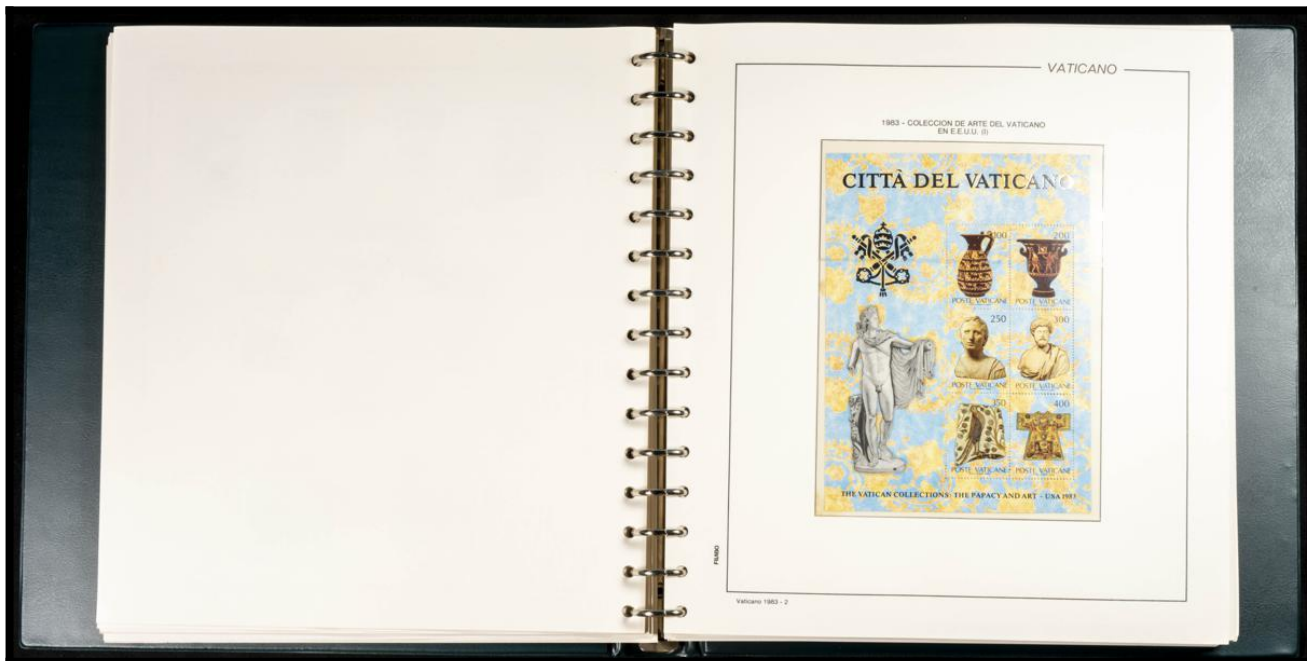 VATICANO
1983 - COLECCION DE ARTE DEL VATICANO
EN E.E.U.U. (I)
CITTÀ DEL VATICANO
100 200
POSTE VATICANE POSTE VATICANE
250 300
POSTE VATICANE POSTE VATICANE
350 400
POSTE VATICANE POSTE VATICANE
THE VATICAN COLLECTIONS: THE PAPACY AND ART - USA 1983
FILABO
Vaticano 1983 - 2